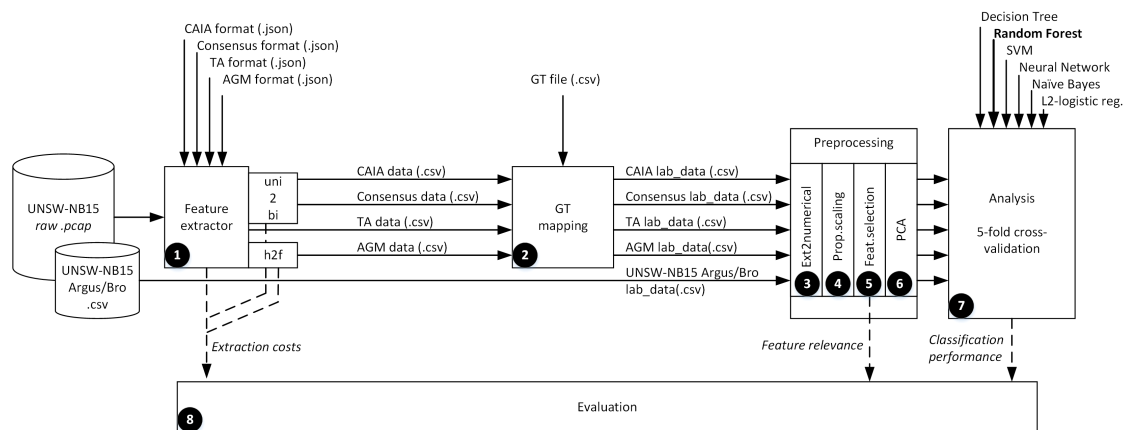 CAIA format (.json)
Consensus format (.json)
TA format (.json)
AGM format (.json)
GT file (.csv)
Decision Tree
Random Forest
SVM
Neural Network
Naïve Bayes
L2-logistic reg.
UNSW-NB15
raw .pcap
UNSW-NB15
Argus/Bro
.csv
Feature
extractor
1
uni
2
bi
h2f
CAIA data (.csv)
Consensus data (.csv)
TA data (.csv)
AGM data (.csv)
GT
mapping
2
CAIA lab_data (.csv)
Consensus lab_data (.csv)
TA lab_data (.csv)
AGM lab_data(.csv)
UNSW-NB15 Argus/Bro
lab_data(.csv)
Preprocessing
Ext2numerical
3
Prop.scaling
4
Feat.selection
5
PCA
6
Analysis
5-fold cross-
validation
7
Extraction costs
Feature relevance
Classification
performance
Evaluation
8